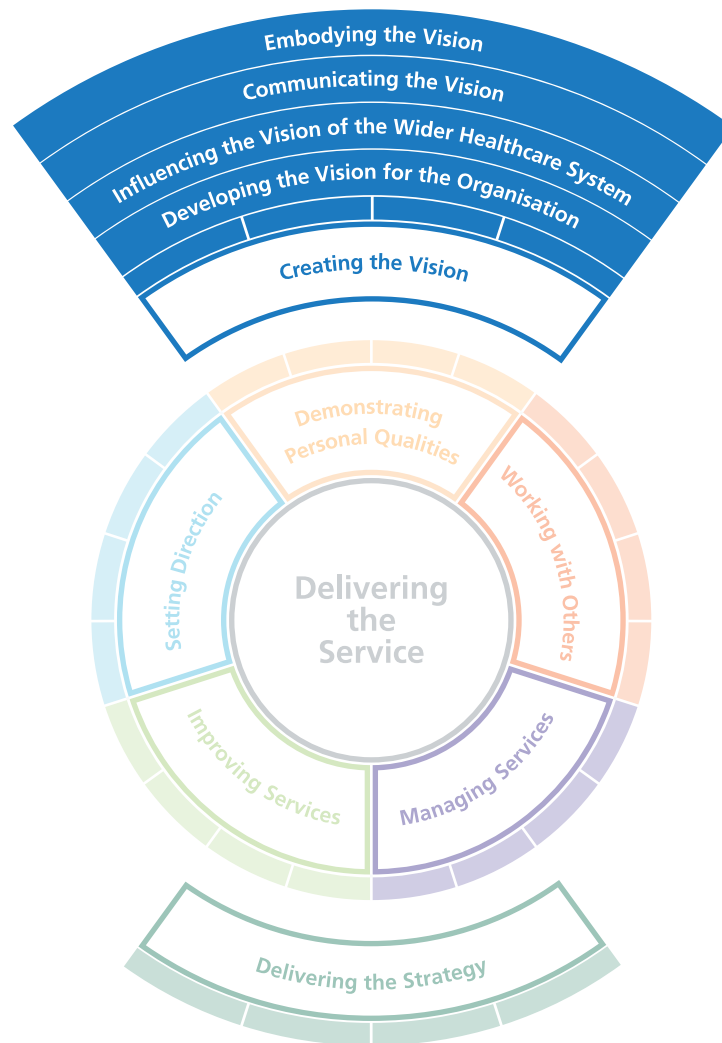 Embodying the Vision
Communicating the Vision
Influencing the Vision of the Wider Healthcare System
Developing the Vision for the Organisation
Creating the Vision
Demonstrating
Personal Qualities
Setting Direction
Working with Others
Delivering
the
Service
Improving Services
Managing Services
Delivering the Strategy